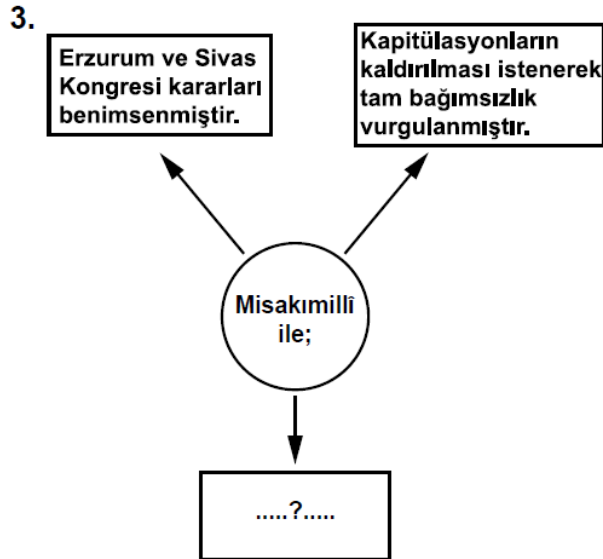 3.
Erzurum ve Sivas
Kongresi kararları
benimsenmiştir.
Kapitülasyonların
kaldırılması istenerek
tam bağımsızlık
vurgulanmıştır.
Misakımillî
ile;
.....?.....